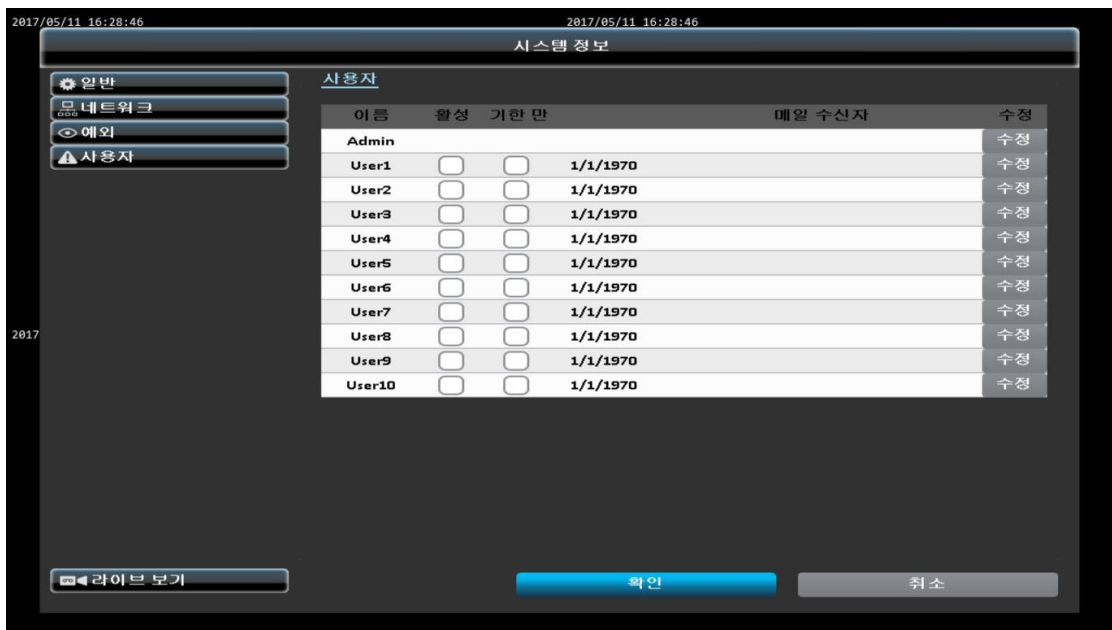 2017/05/11 16:28:46 2017/05/11 16:28:46
시스템 정보
일반
네트워크
예외
사용자
사용자
이름 활성 기한 만 메일 수신자 수정
Admin 수정
User1 1/1/1970 수정
User2 1/1/1970 수정
User3 1/1/1970 수정
User4 1/1/1970 수정
User5 1/1/1970 수정
User6 1/1/1970 수정
User7 1/1/1970 수정
2017
User8 1/1/1970 수정
User9 1/1/1970 수정
User10 1/1/1970 수정
라이브 보기
확인 취소